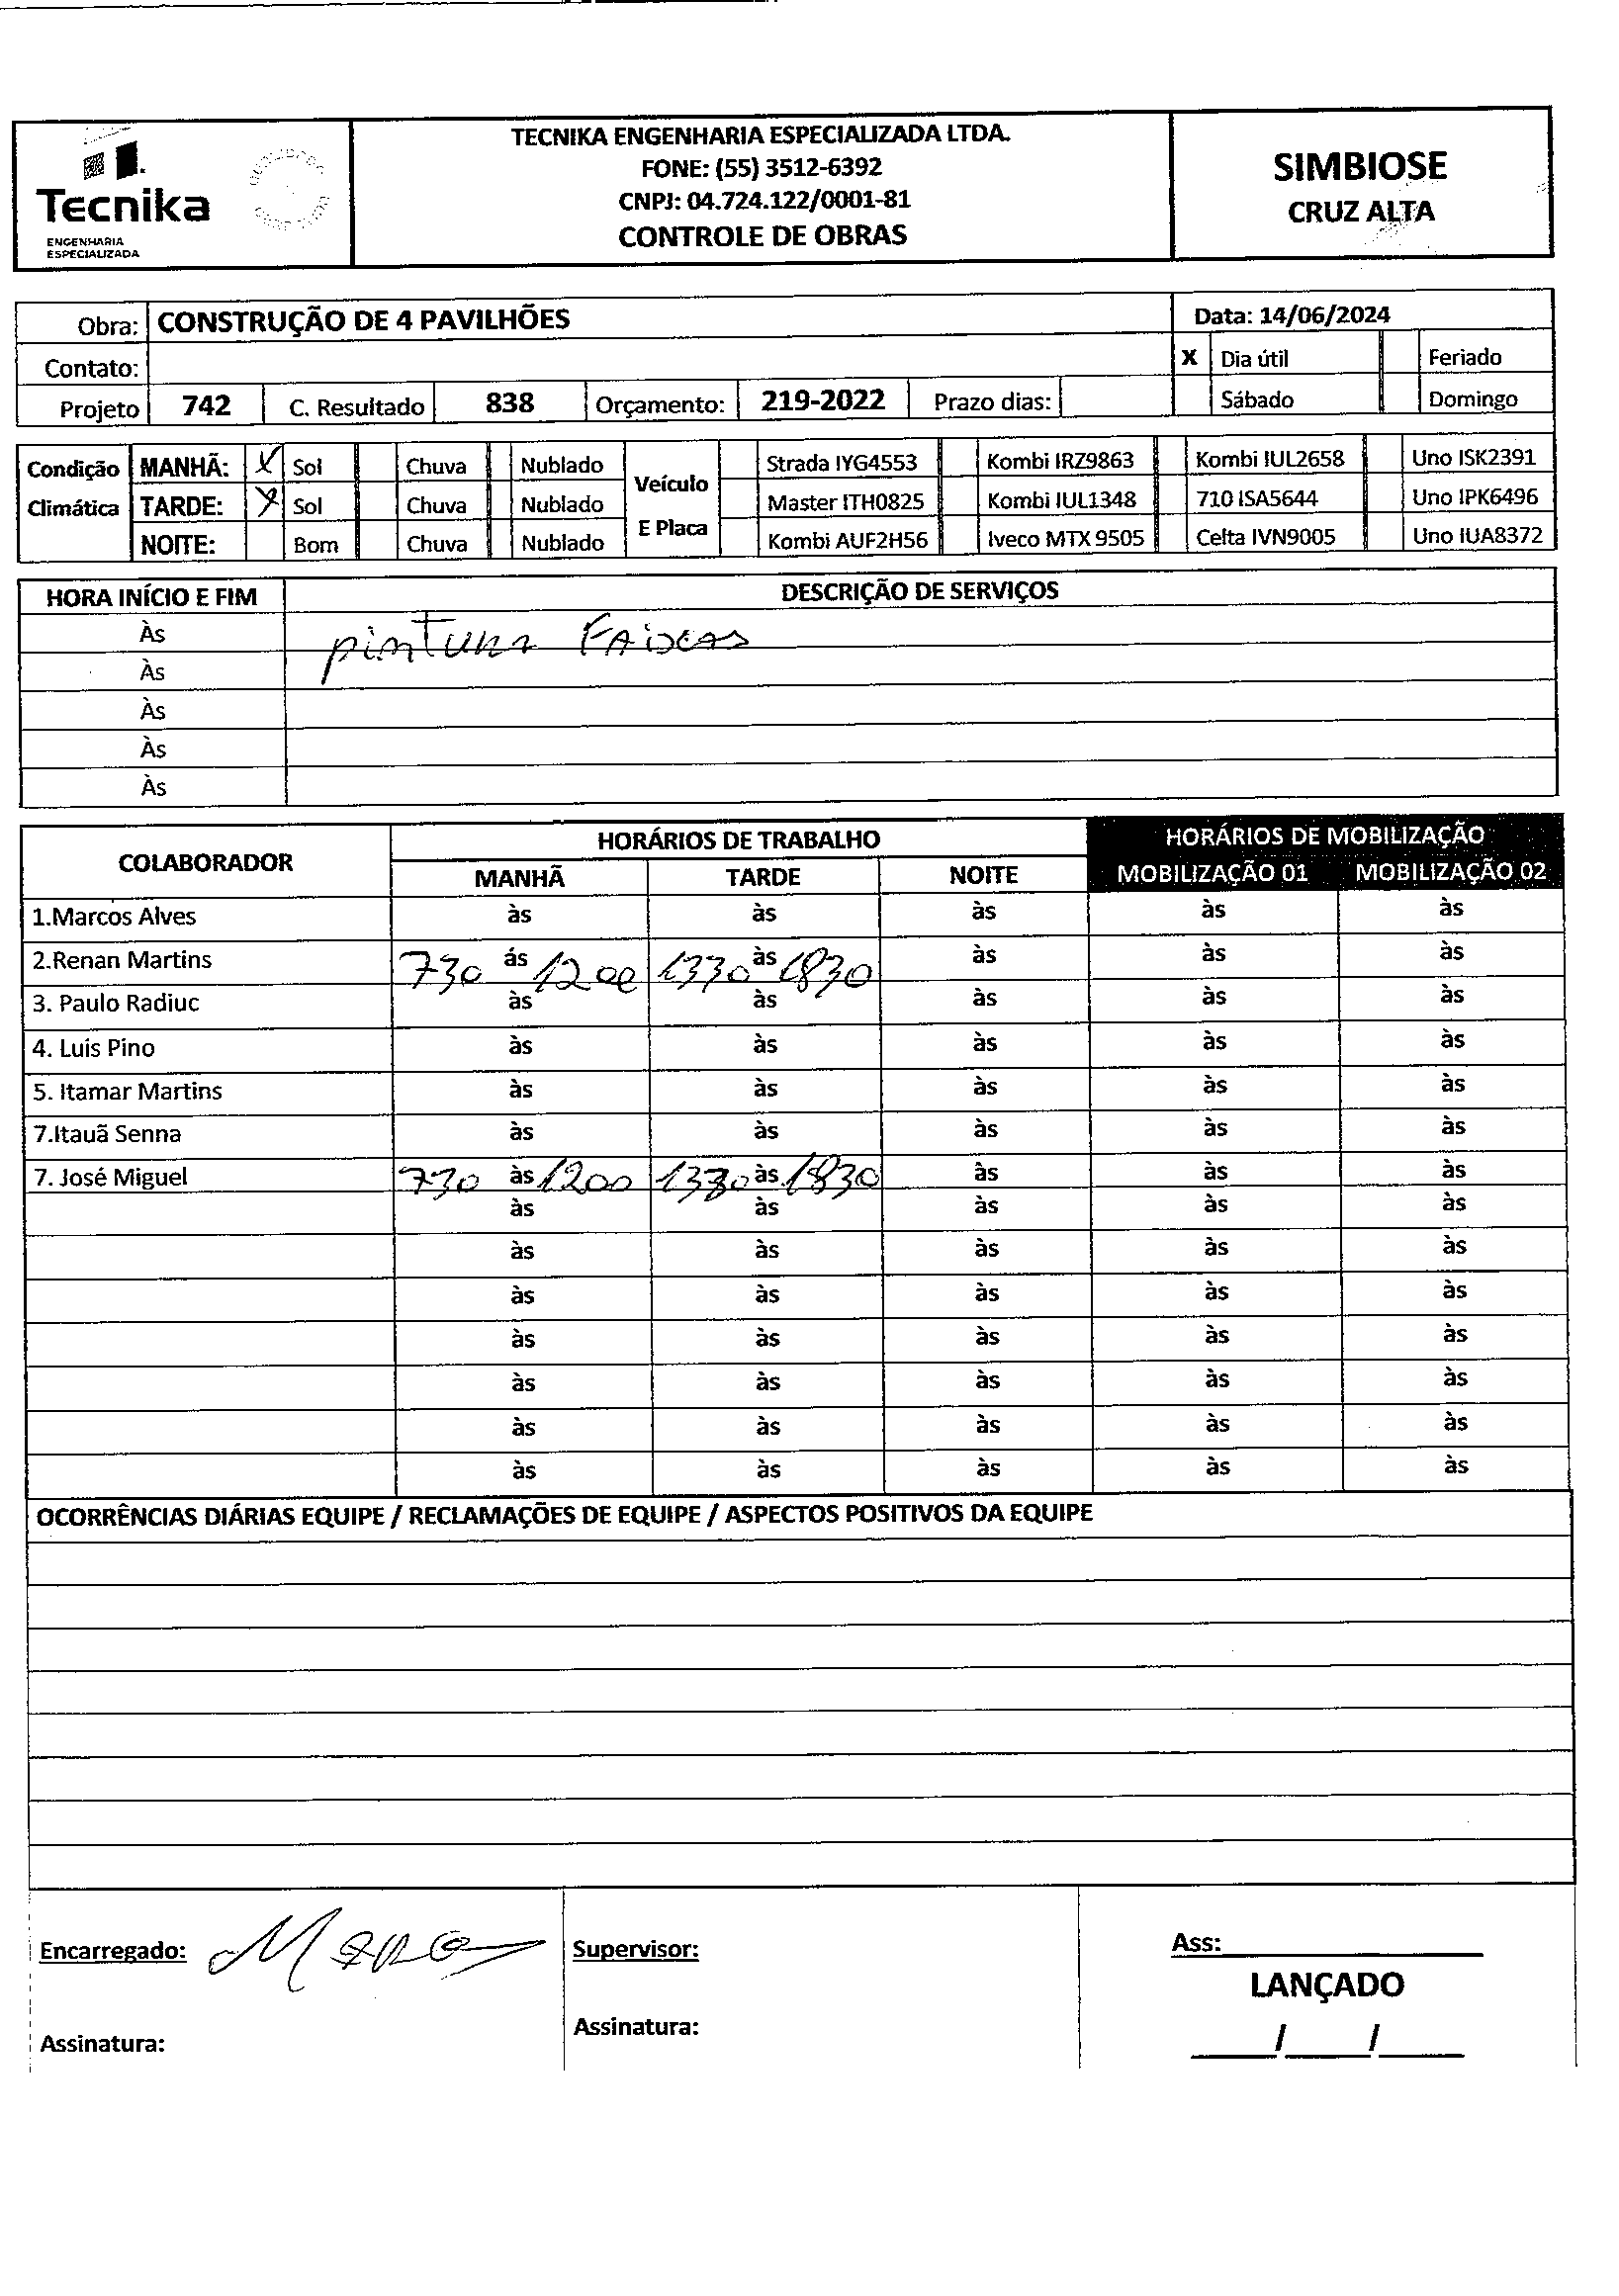 Tecnika
ENGENHARIA
ESPECIALIZADA
TECNIKA ENGENHARIA ESPECIALIZADA LTDA.
FONE: (55) 3512-6392
CNPJ: 04.724.122/0001-81
CONTROLE DE OBRAS
SIMBIOSE
CRUZ ALTA
Obra: CONSTRUÇÃO DE 4 PAVILHÕES Data: 14/06/2024
Contato: X Dia útil Feriado
Projeto 742 C. Resultado 838 Orçamento: 219-2022 Prazo dias: Sábado Domingo
Condição MANHÃ: X Sol Chuva Nublado Veículo Strada IYG4553 Kombi IRZ9863 Kombi IUL2658 Uno ISK2391
Climática TARDE: X Sol Chuva Nublado Master ITH0825 Kombi IUL1348 710 ISA5644 Uno IPK6496
NOITE: Bom Chuva Nublado E Placa Kombi AUF2H56 Iveco MTX 9505 Celta IVN9005 Uno IUA8372
HORA INÍCIO E FIM DESCRIÇÃO DE SERVIÇOS
Às pintura FAixAs
Às
Às
Às
Às
COLABORADOR HORÁRIOS DE TRABALHO HORÁRIOS DE MOBILIZAÇÃO
MANHÃ TARDE NOITE MOBILIZAÇÃO 01 MOBILIZAÇÃO 02
1.Marcos Alves às às às às às
2.Renan Martins 730 ás 1200 1330 às 1830 às às às
3. Paulo Radiuc às às às às às
4. Luis Pino às às às às às
5. Itamar Martins às às às às às
7.Itauã Senna às às às às às
7. José Miguel 730 às 1200 1330 às 1830 às às às
às às às às às
às às às às às
às às às às às
às às às às às
às às às às às
às às às às às
às às às às às
OCORRÊNCIAS DIÁRIAS EQUIPE / RECLAMAÇÕES DE EQUIPE / ASPECTOS POSITIVOS DA EQUIPE
Encarregado: Supervisor: Ass:
LANÇADO
Assinatura: Assinatura: / /